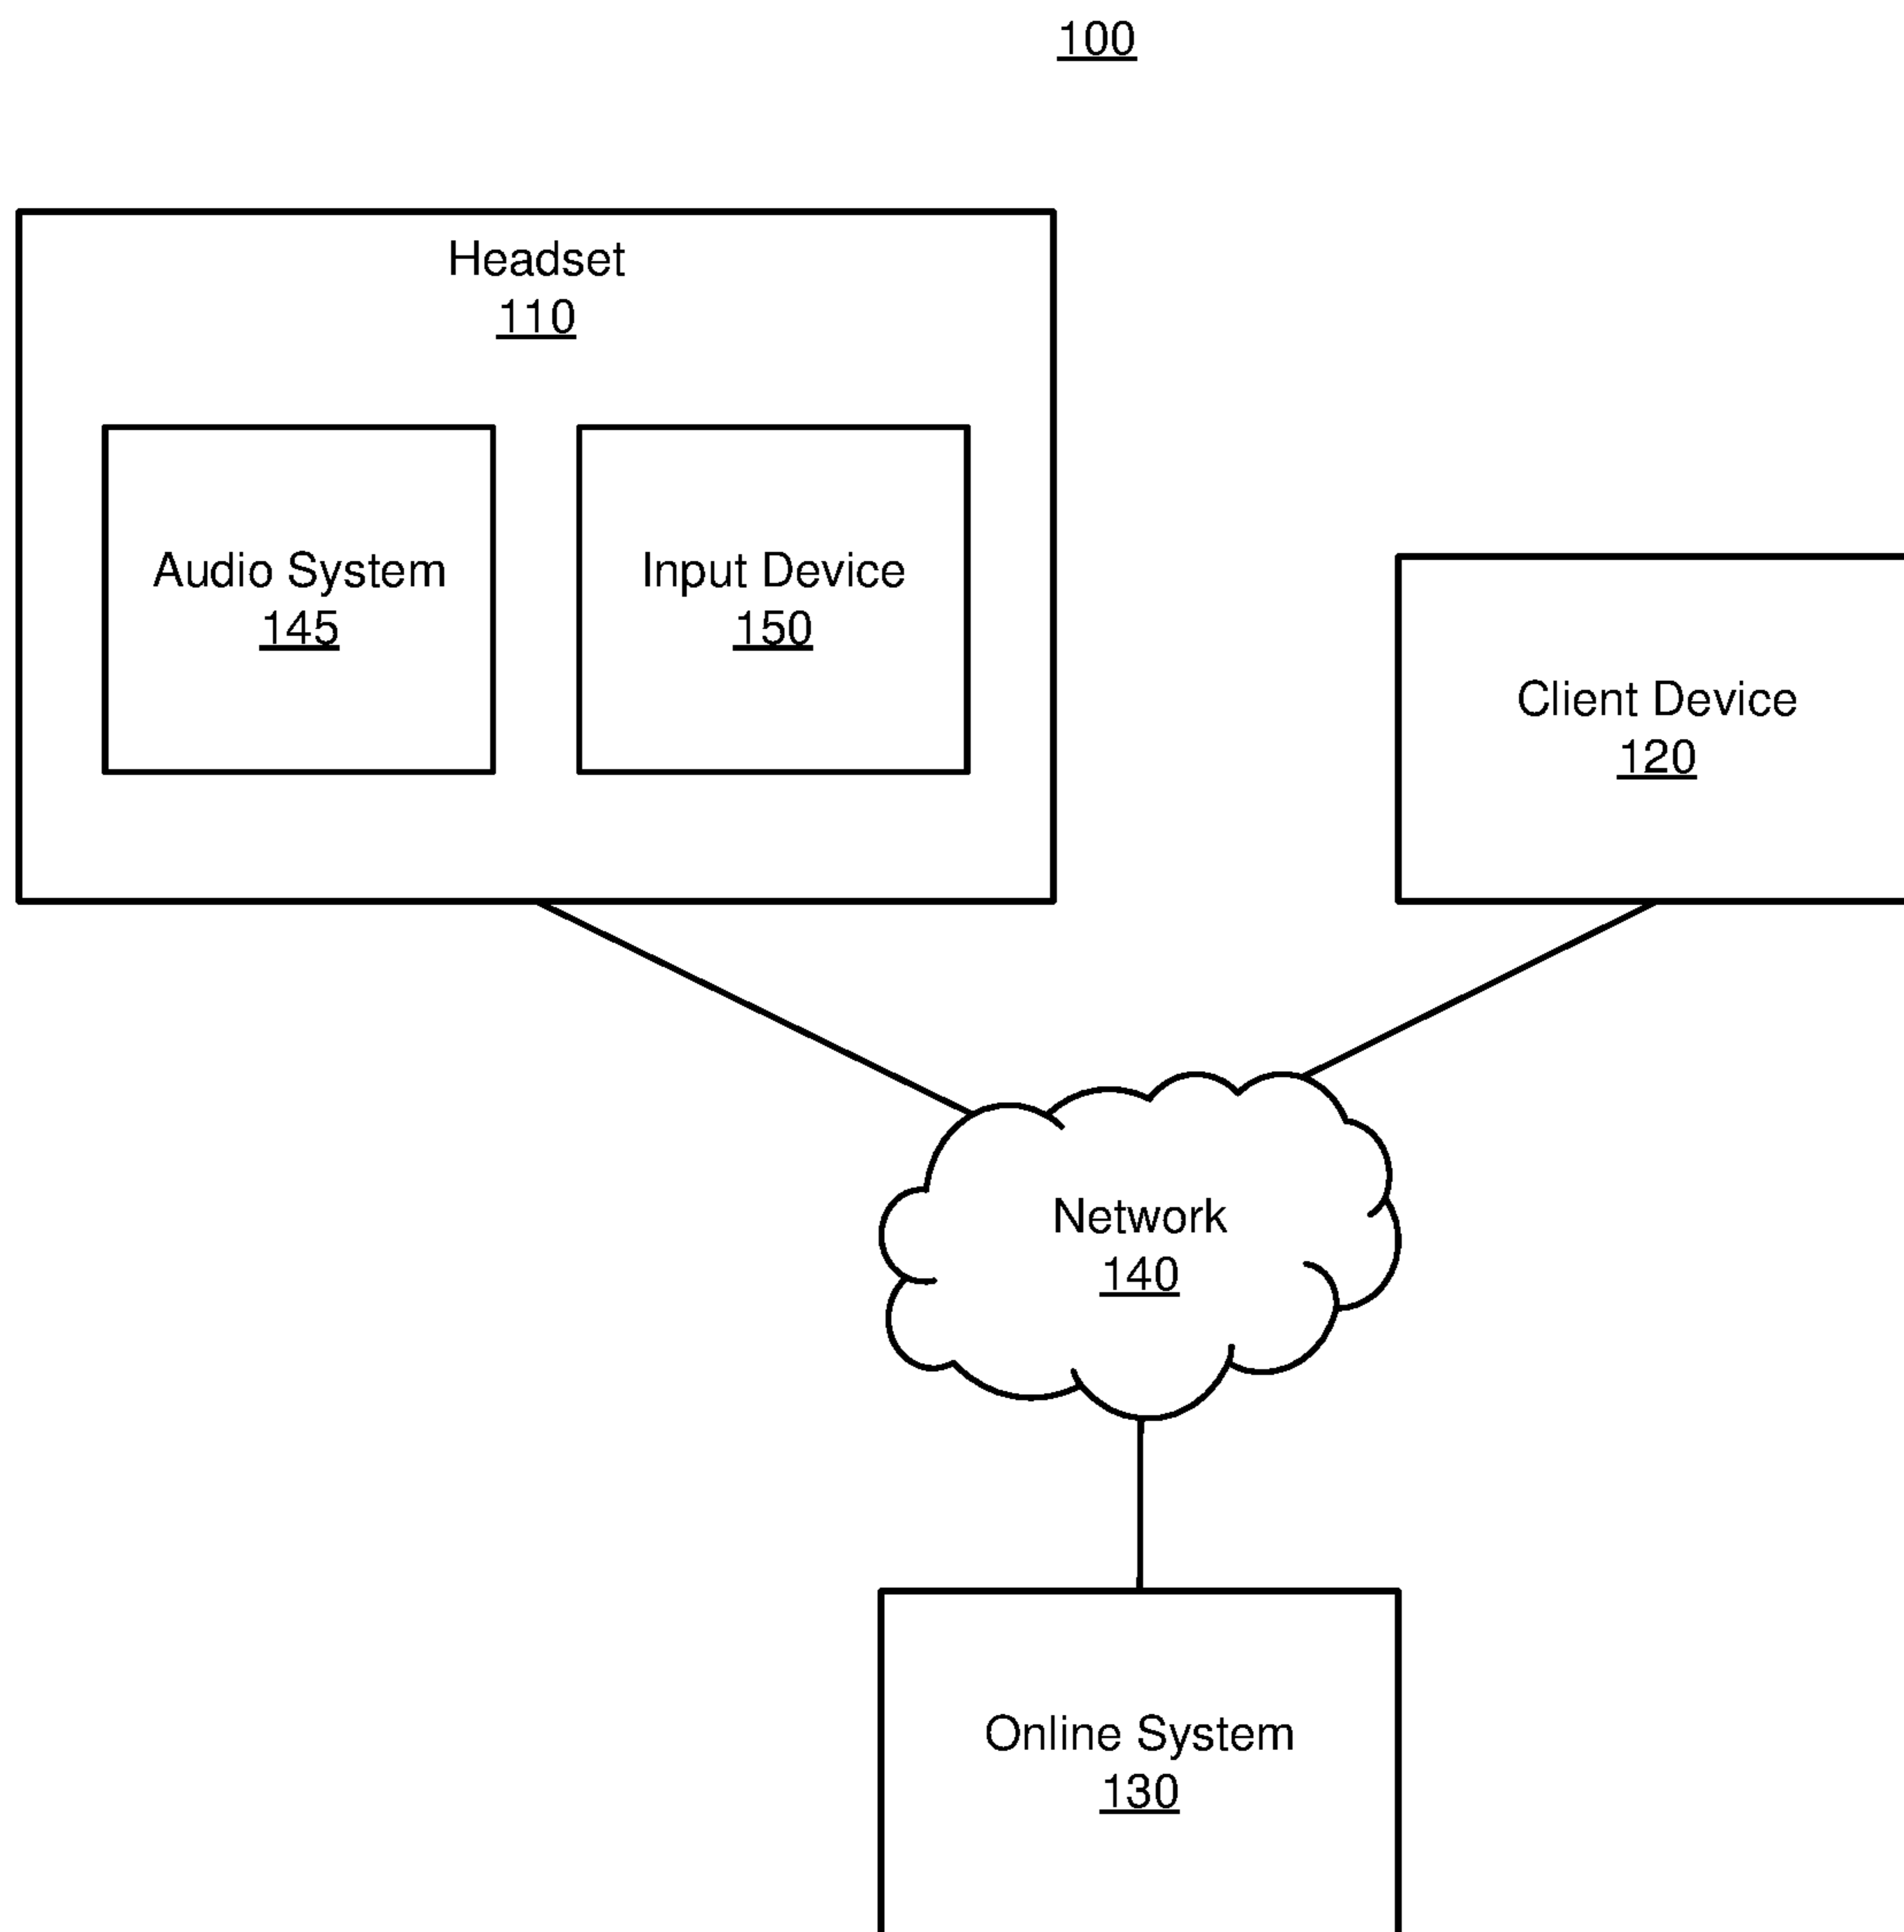 100
Headset
110
Audio System
145
Input Device
150
Client Device
120
Network
140
Online System
130